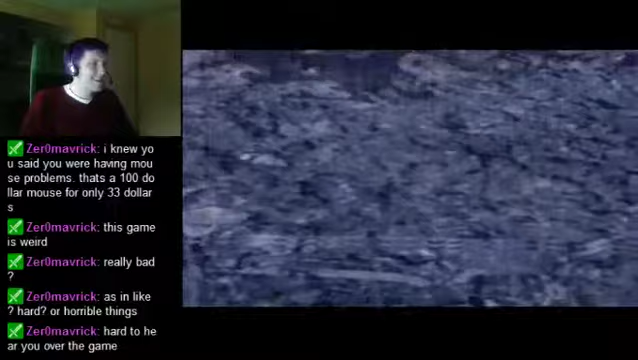 Zer0mavrick: i knew yo
u said you were having mou
se problems. thats a 100 do
llar mouse for only 33 dollar
s
Zer0mavrick: this game
is weird
Zer0mavrick: really bad
?
Zer0mavrick: as in like
? hard? or horrible things
Zer0mavrick: hard to he
ar you over the game